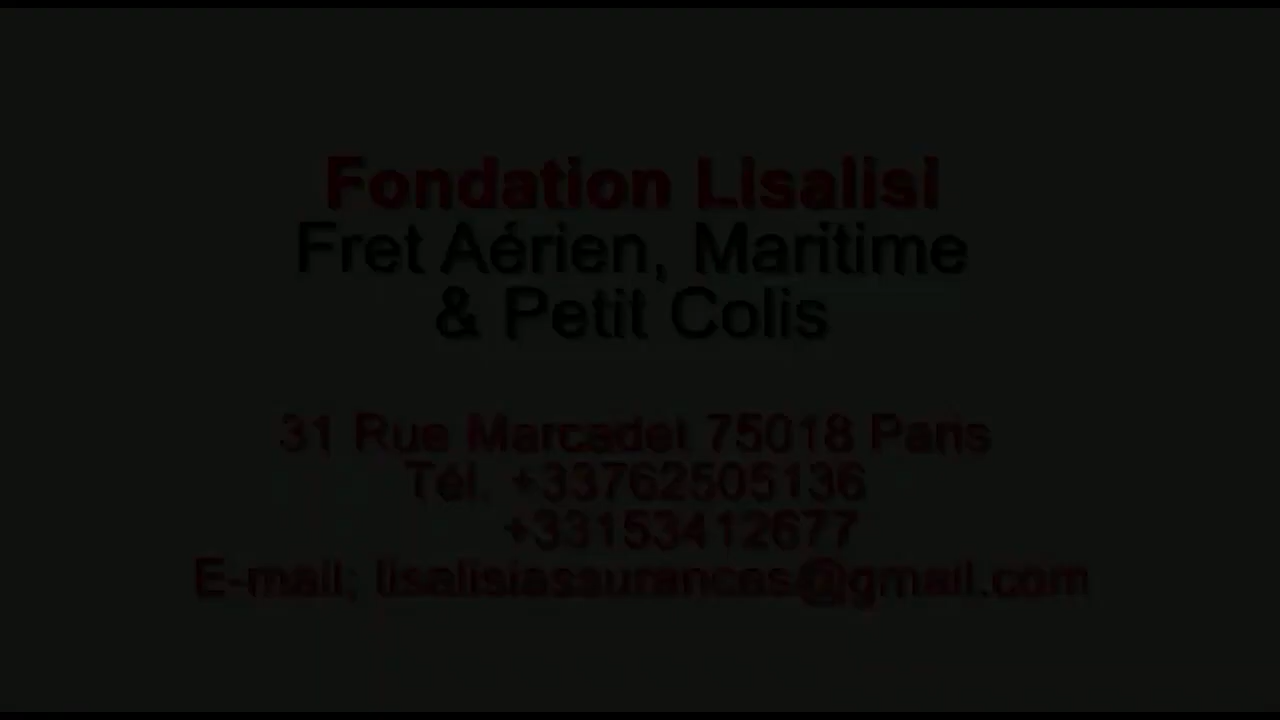 Fondation Lisalisi
Fret Aérien, Maritime
& Petit Colis
31 Rue Marcadet 75018 Paris
Tél. +33762505136
+33153412677
E-mail; lisalisiassurances@gmail.com